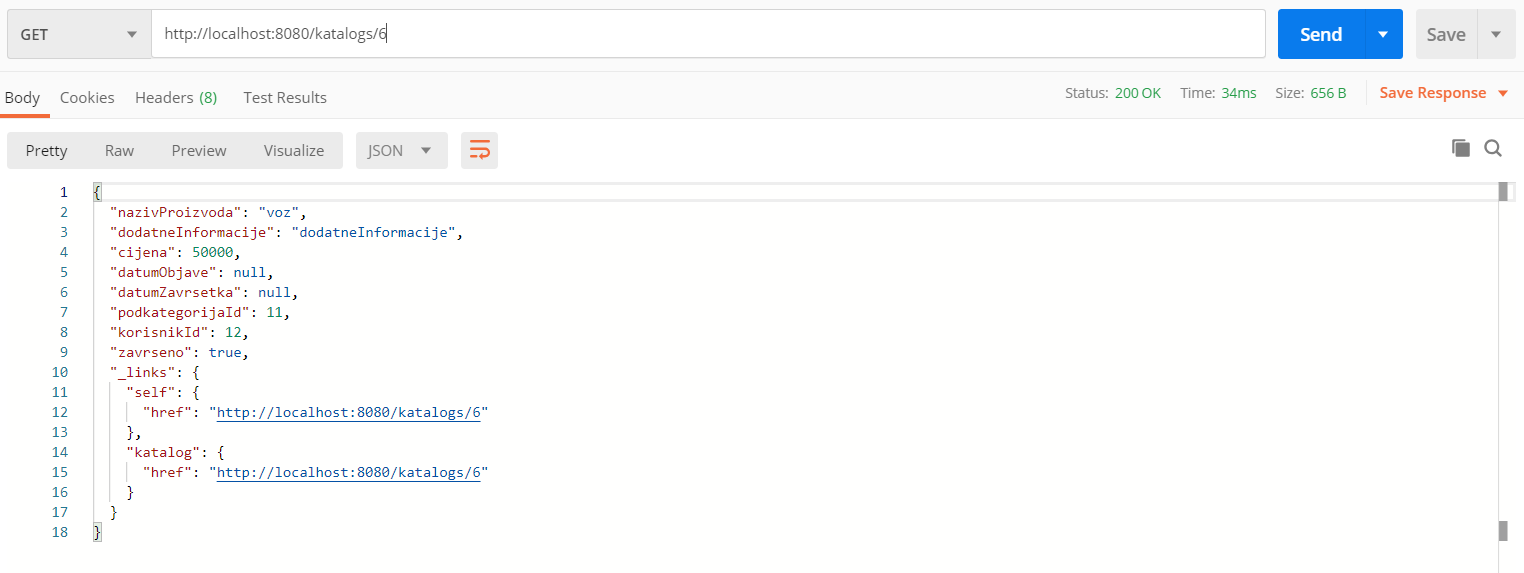 GET http://localhost:8080/katalogs/6 Send Save
Body Cookies Headers (8) Test Results Status: 200 OK Time: 34ms Size: 656 B Save Response
Pretty Raw Preview Visualize JSON
1 {
2 "nazivProizvoda": "voz",
3 "dodatneInformacije": "dodatneInformacije",
4 "cijena": 50000,
5 "datumObjave": null,
6 "datumZavrsetka": null,
7 "podkategorijaId": 11,
8 "korisnikId": 12,
9 "zavrseno": true,
10 "_links": {
11 "self": {
12 "href": "http://localhost:8080/katalogs/6"
13 },
14 "katalog": {
15 "href": "http://localhost:8080/katalogs/6"
16 }
17 }
18 }